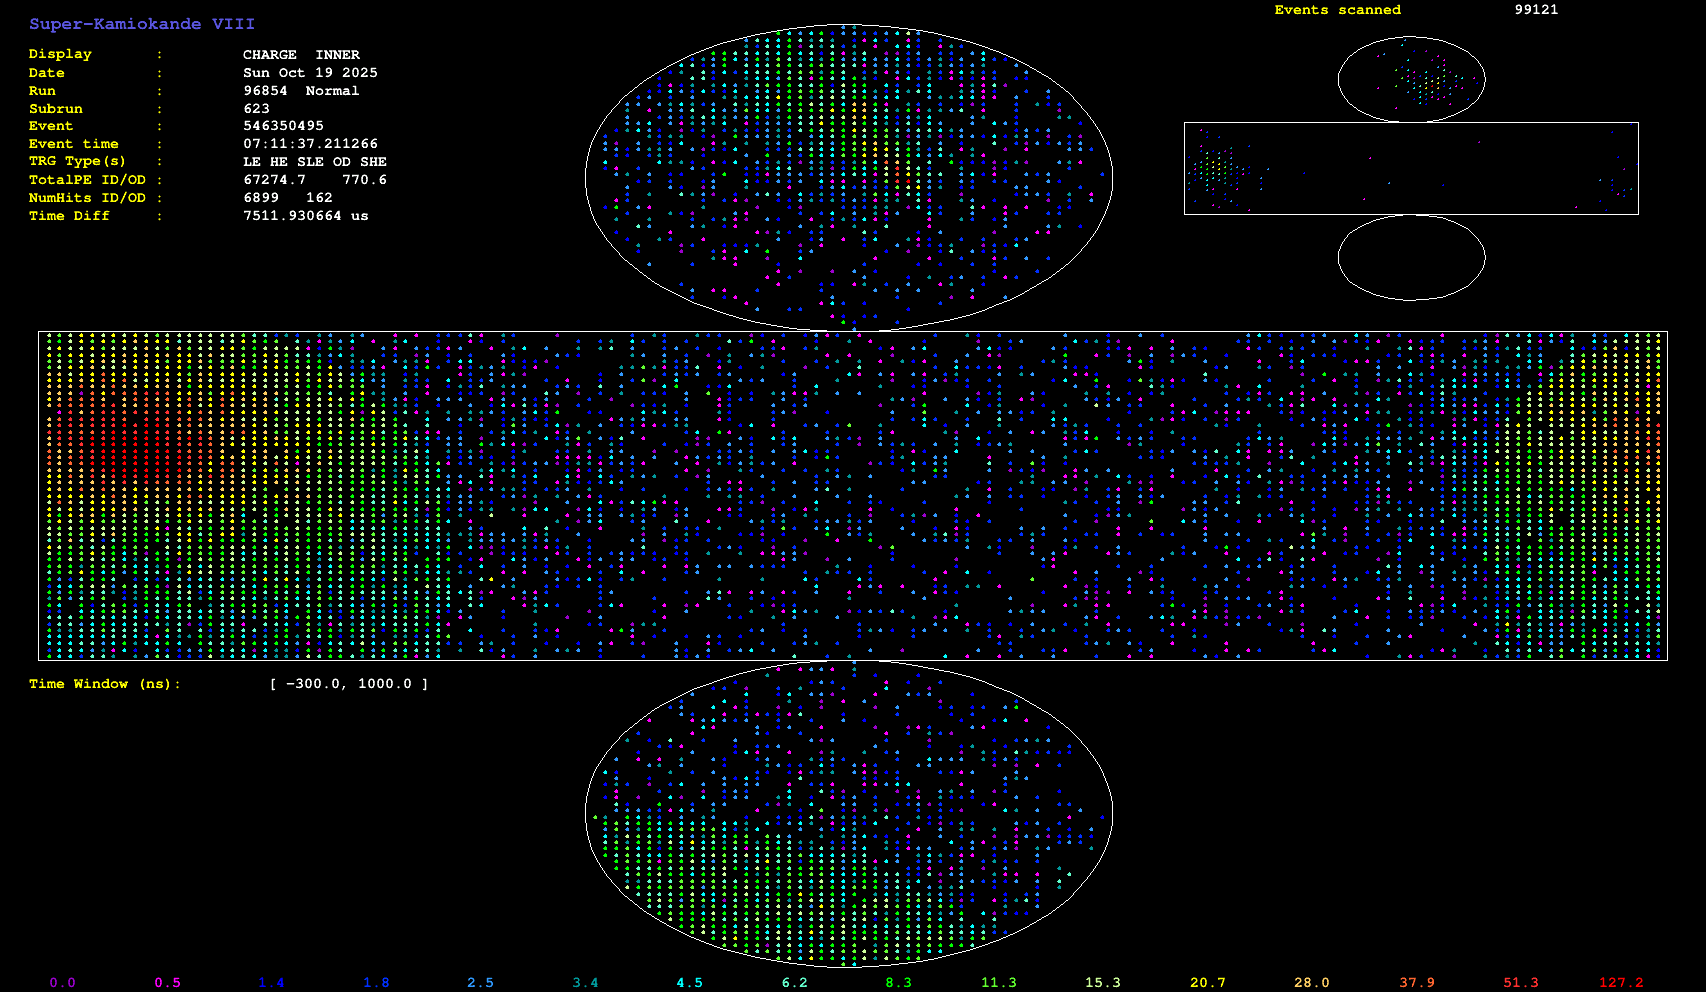 Super-Kamiokande VIII
Display : CHARGE INNER
Date : Sun Oct 19 2025
Run : 96854 Normal
Subrun : 623
Event : 546350495
Event time : 07:11:37.211266
TRG Type(s) : LE HE SLE OD SHE
TotalPE ID/OD : 67274.7 770.6
NumHits ID/OD : 6899 162
Time Diff : 7511.930664 us
Events scanned 99121
Time Window (ns): [ -300.0, 1000.0 ]
0.0 0.5 1.4 1.8 2.5 3.4 4.5 6.2 8.3 11.3 15.3 20.7 28.0 37.9 51.3 127.2